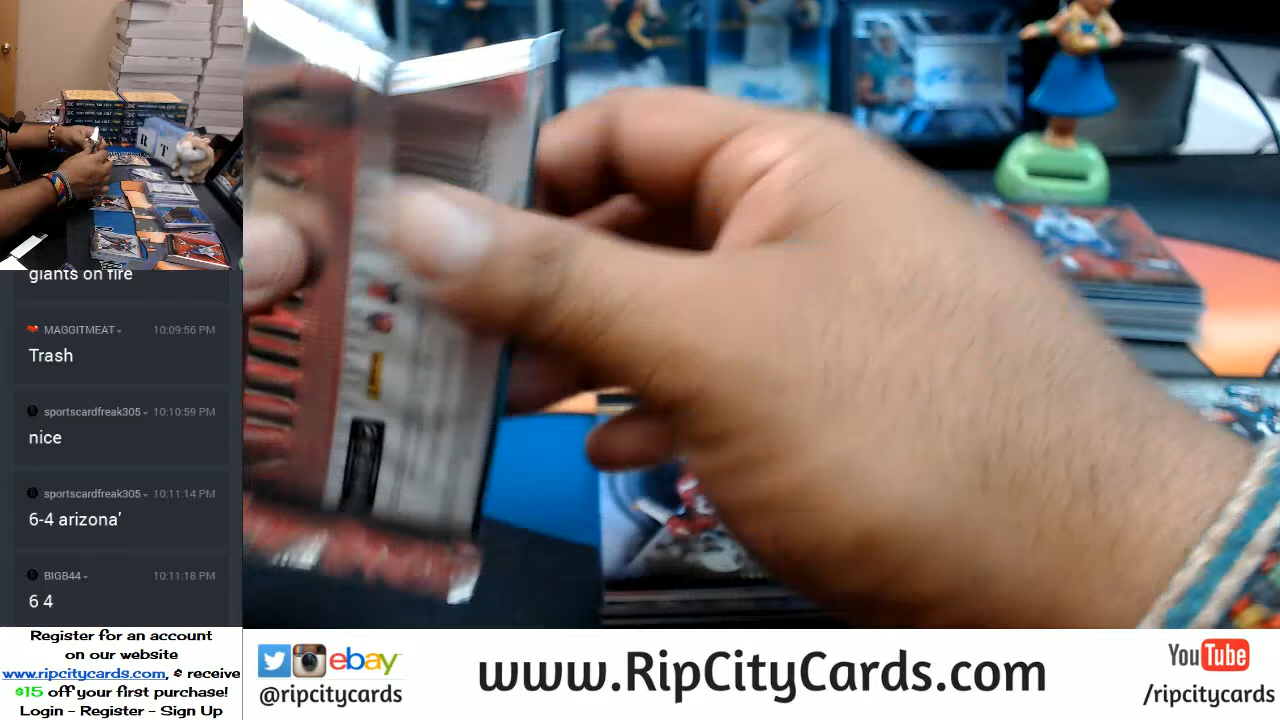 R T
giants on fire
MAGGITMEAT 10:09:56 PM
Trash
sportscardfreak305 10:10:59 PM
nice
sportscardfreak305 10:11:14 PM
6-4 arizona'
BIGB44 10:11:18 PM
6 4
Register for an account
on our website
www.ripcitycards.com, & receive
$15 off your first purchase!
Login - Register - Sign Up
ebay
@ripcitycards
www.RipCityCards.com
YouTube
/ripcitycards